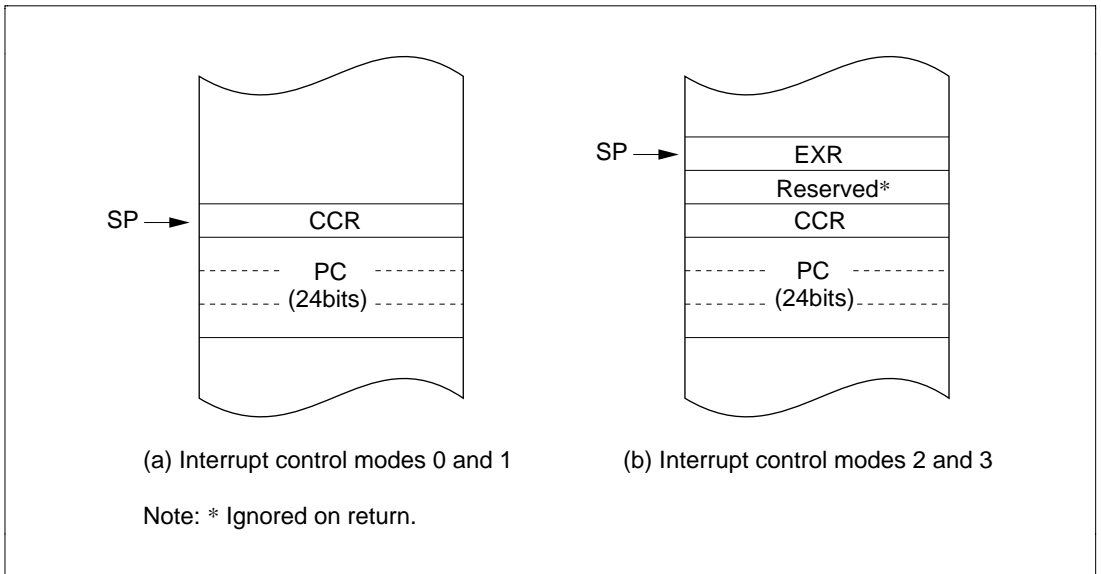 SP
CCR
PC
(24bits)
(a) Interrupt control modes 0 and 1
SP
EXR
Reserved*
CCR
PC
(24bits)
(b) Interrupt control modes 2 and 3
Note: * Ignored on return.